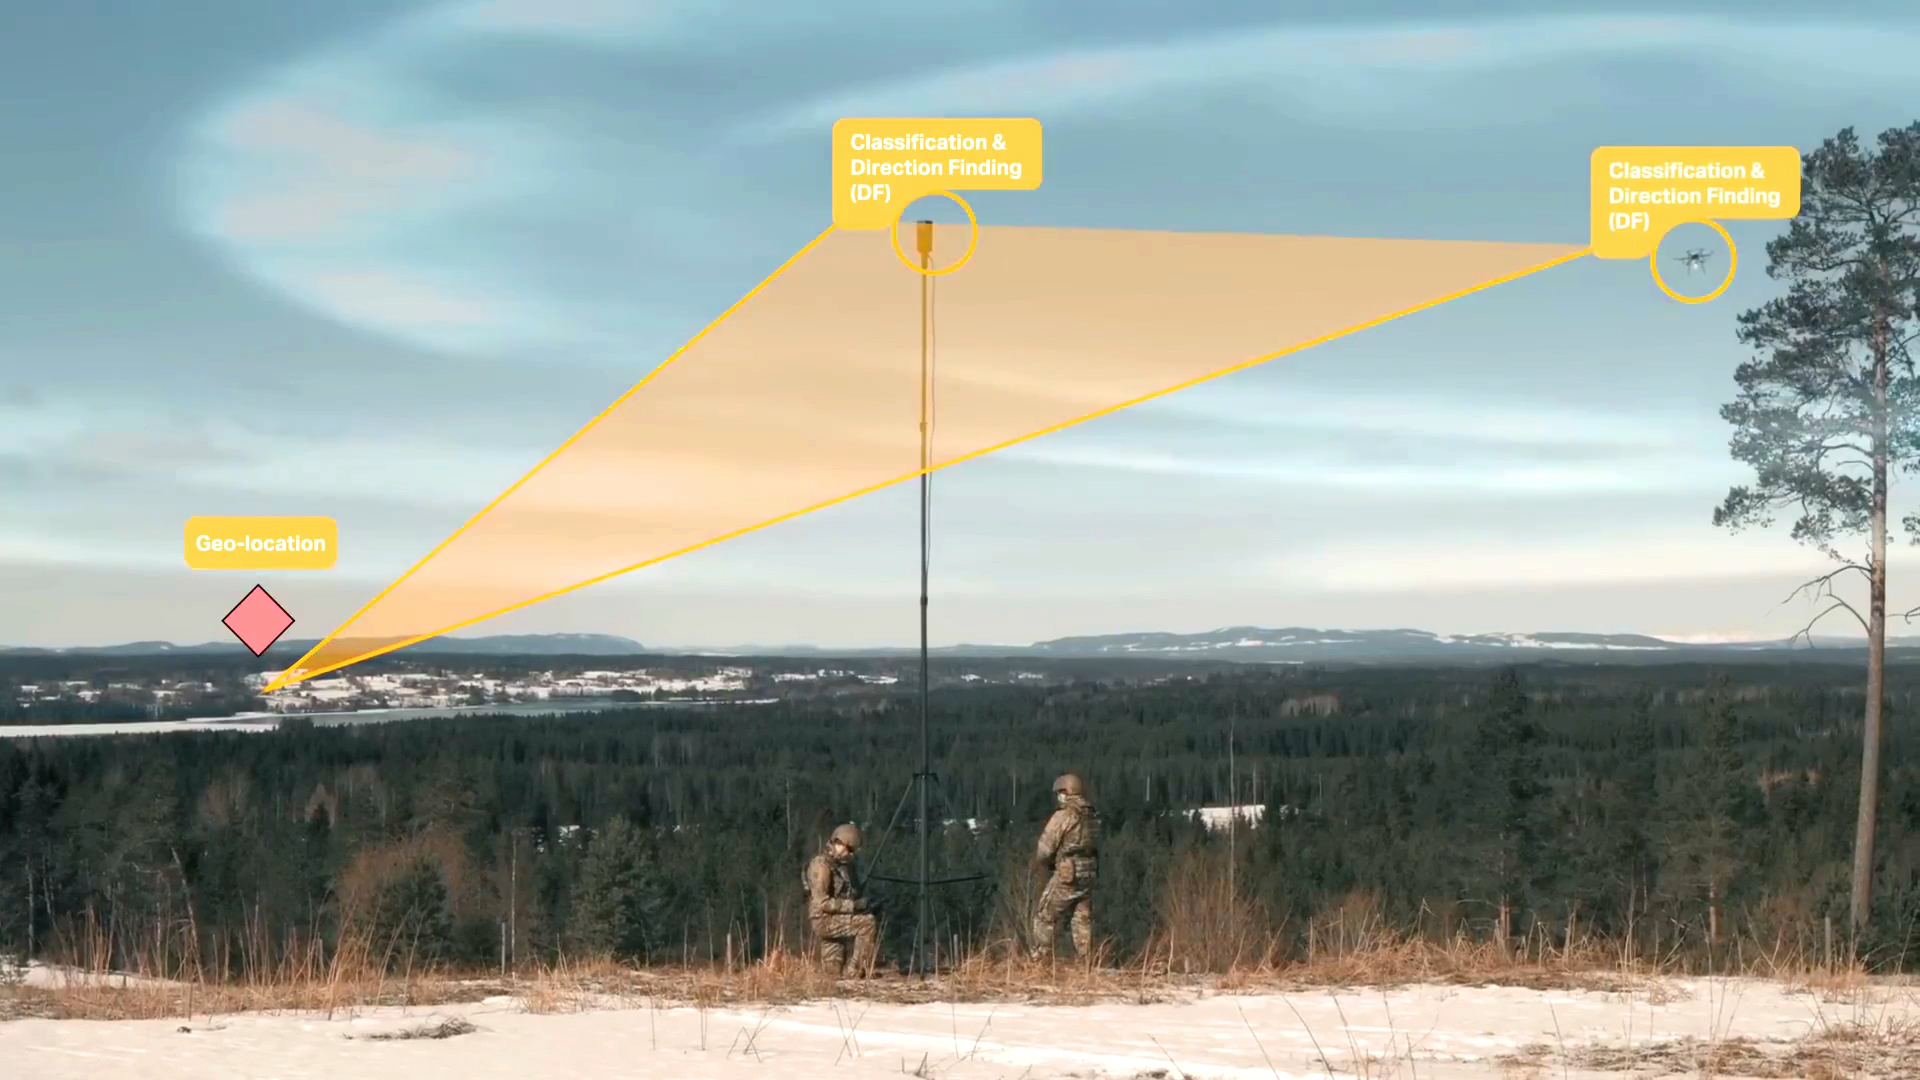 Classification &
Direction Finding
(DF)
Classification &
Direction Finding
(DF)
Geo-location